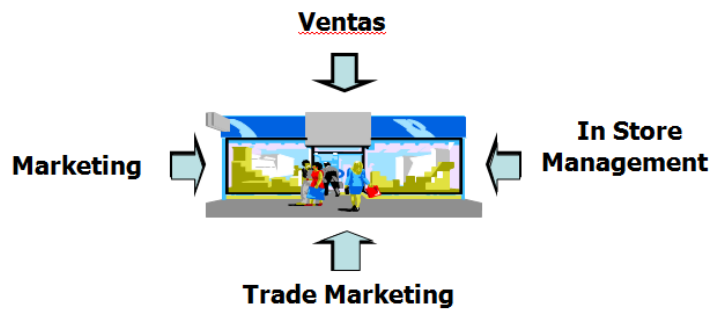 Ventas
Marketing
In Store
Management
Trade Marketing